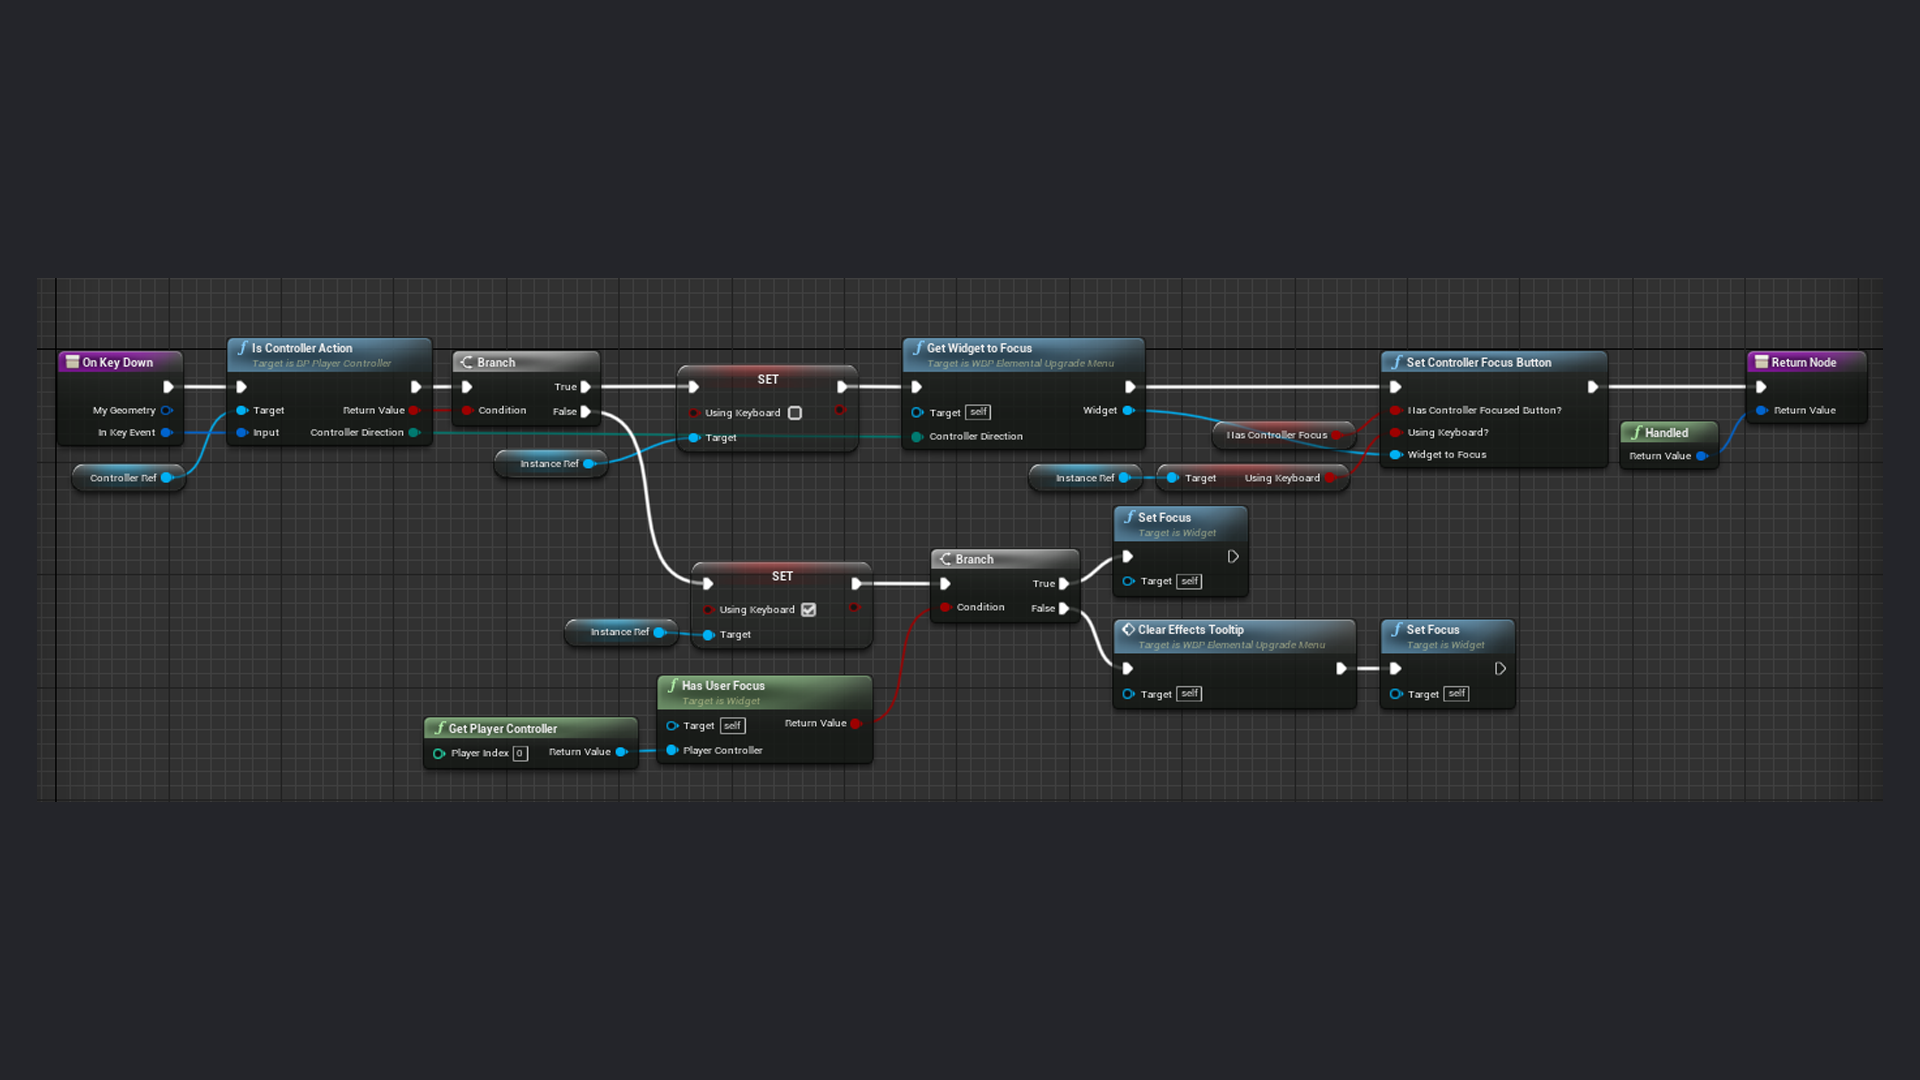 On Key Down
My Geometry
In Key Event
Controller Ref
Is Controller Action
Target is BP Player Controller
Target
Return Value
Input
Controller Direction
Branch
True
Condition
False
SET
Using Keyboard
Target
Instance Ref
Get Widget to Focus
Target is WBP Elemental Upgrade Menu
Target self
Widget
Controller Direction
Has Controller Focus
Instance Ref
Target
Using Keyboard
Set Controller Focus Button
Has Controller Focused Button?
Using Keyboard?
Widget to Focus
Handled
Return Value
Return Node
Return Value
SET
Using Keyboard
Target
Instance Ref
Get Player Controller
Player Index 0
Return Value
Has User Focus
Target is Widget
Target self
Return Value
Player Controller
Branch
True
Condition
False
Set Focus
Target is Widget
Target self
Clear Effects Tooltip
Target is WBP Elemental Upgrade Menu
Target self
Set Focus
Target is Widget
Target self